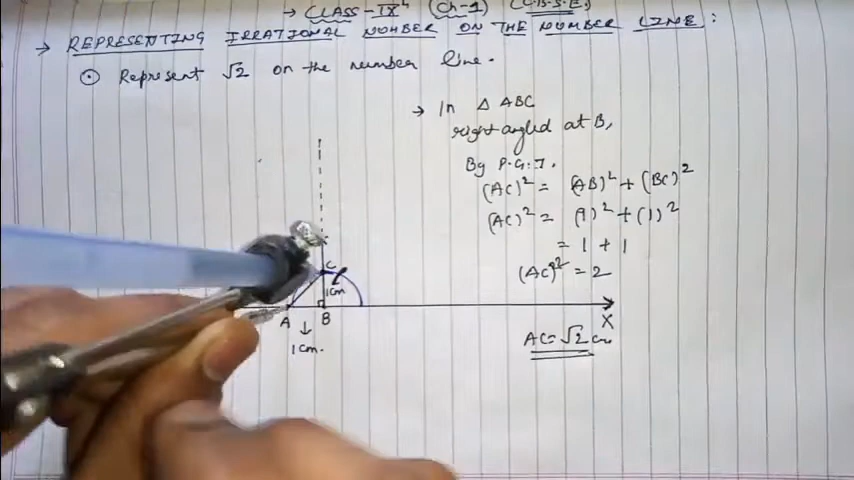 → CLASS-IXth (Ch-1) (C.B.S.E.)
→ REPRESENTING IRRATIONAL NUMBER ON THE NUMBER LINE:
⊙ Represent √2 on the number line.
→ In △ ABC
right angled at B,
By P.G.T.
(AC)² = (AB)² + (BC)²
(AC)² = (1)² + (1)²
= 1 + 1
(AC)² = 2
AC = √2 cm
C
1cm
A B X
↓
1cm.